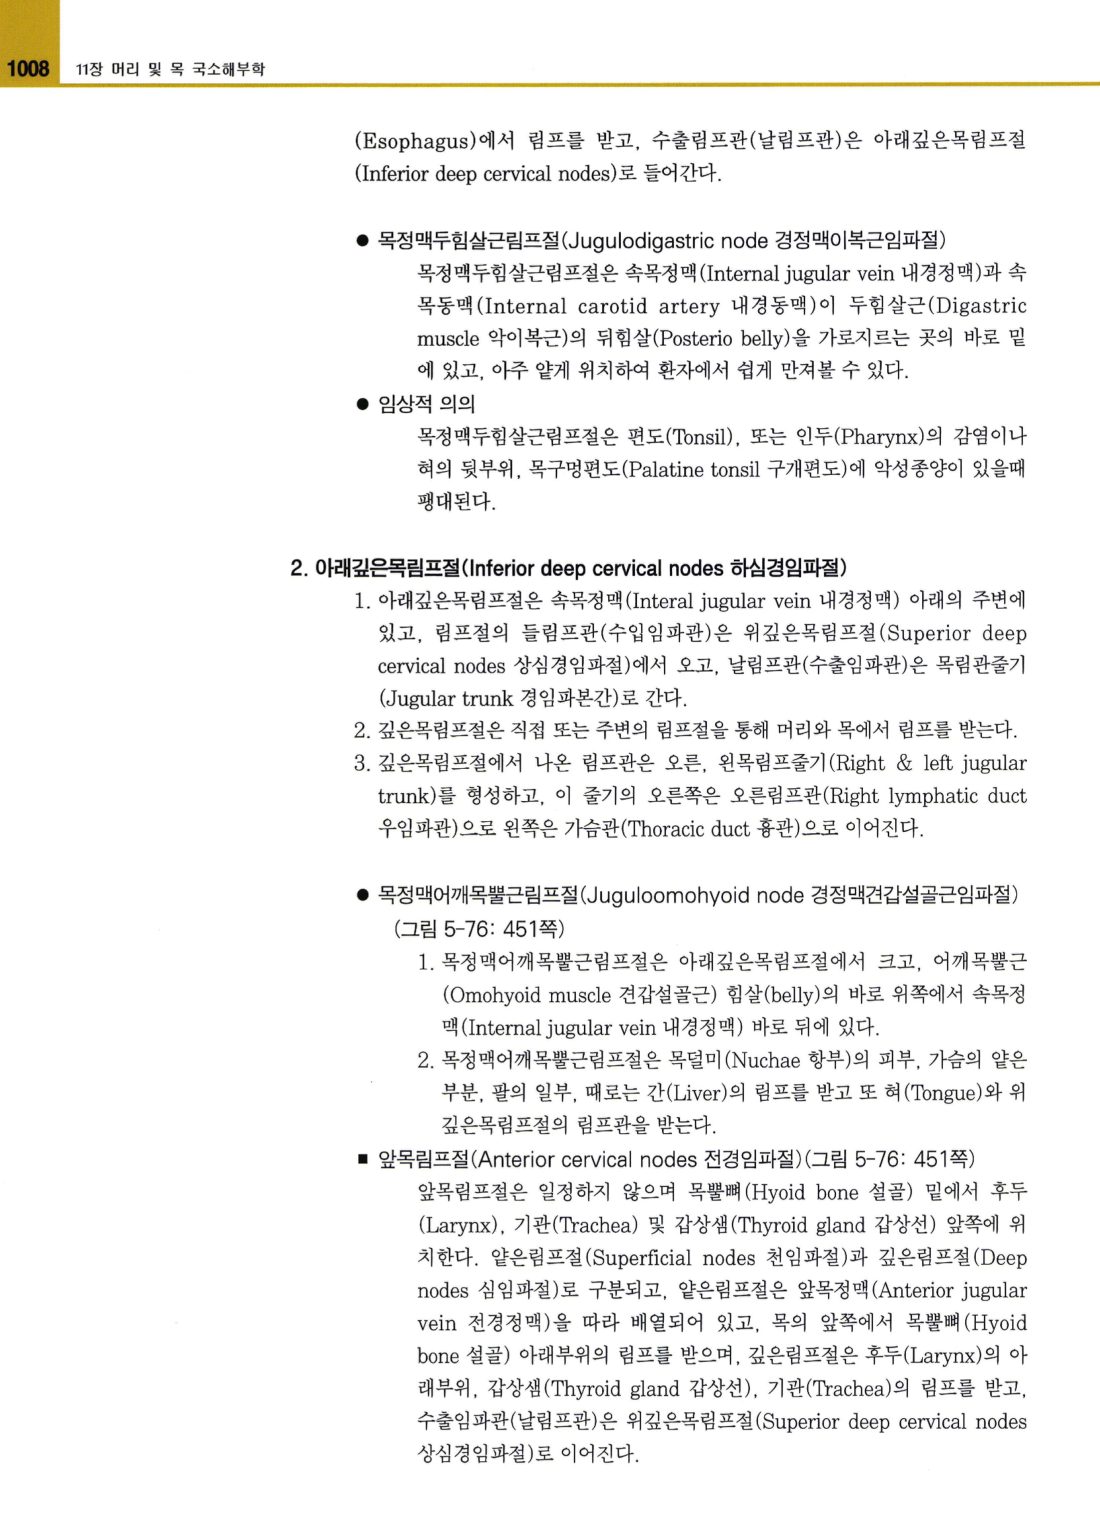 1008 11장 머리 및 목 국소해부학
(Esophagus)에서 림프를 받고, 수출림프관(날림프관)은 아래깊은목림프절
(Inferior deep cervical nodes)로 들어간다.
● 목정맥두힘살근림프절(Jugulodigastric node 경정맥이복근임파절)
목정맥두힘살근림프절은 속목정맥(Internal jugular vein 내경정맥)과 속
목동맥(Internal carotid artery 내경동맥)이 두힘살근(Digastric
muscle 악이복근)의 뒤힘살(Posterio belly)을 가로지르는 곳의 바로 밑
에 있고, 아주 얕게 위치하여 환자에서 쉽게 만져볼 수 있다.
● 임상적 의의
목정맥두힘살근림프절은 편도(Tonsil), 또는 인두(Pharynx)의 감염이나
혀의 뒷부위, 목구멍편도(Palatine tonsil 구개편도)에 악성종양이 있을때
팽대된다.
2. 아래깊은목림프절(Inferior deep cervical nodes 하심경임파절)
1. 아래깊은목림프절은 속목정맥(Interal jugular vein 내경정맥) 아래의 주변에
있고, 림프절의 들림프관(수입임파관)은 위깊은목림프절(Superior deep
cervical nodes 상심경임파절)에서 오고, 날림프관(수출임파관)은 목림관줄기
(Jugular trunk 경임파본간)로 간다.
2. 깊은목림프절은 직접 또는 주변의 림프절을 통해 머리와 목에서 림프를 받는다.
3. 깊은목림프절에서 나온 림프관은 오른, 왼목림프줄기(Right & left jugular
trunk)를 형성하고, 이 줄기의 오른쪽은 오른림프관(Right lymphatic duct
우임파관)으로 왼쪽은 가슴관(Thoracic duct 흉관)으로 이어진다.
● 목정맥어깨목뿔근림프절(Juguloomohyoid node 경정맥견갑설골근임파절)
(그림 5-76: 451쪽)
1. 목정맥어깨목뿔근림프절은 아래깊은목림프절에서 크고, 어깨목뿔근
(Omohyoid muscle 견갑설골근) 힘살(belly)의 바로 위쪽에서 속목정
맥(Internal jugular vein 내경정맥) 바로 뒤에 있다.
2. 목정맥어깨목뿔근림프절은 목덜미(Nuchae 항부)의 피부, 가슴의 얕은
부분, 팔의 일부, 때로는 간(Liver)의 림프를 받고 또 혀(Tongue)와 위
깊은목림프절의 림프관을 받는다.
■ 앞목림프절(Anterior cervical nodes 전경임파절)(그림 5-76: 451쪽)
앞목림프절은 일정하지 않으며 목뿔뼈(Hyoid bone 설골) 밑에서 후두
(Larynx), 기관(Trachea) 및 갑상샘(Thyroid gland 갑상선) 앞쪽에 위
치한다. 얕은림프절(Superficial nodes 천임파절)과 깊은림프절(Deep
nodes 심임파절)로 구분되고, 얕은림프절은 앞목정맥(Anterior jugular
vein 전경정맥)을 따라 배열되어 있고, 목의 앞쪽에서 목뿔뼈(Hyoid
bone 설골) 아래부위의 림프를 받으며, 깊은림프절은 후두(Larynx)의 아
래부위, 갑상샘(Thyroid gland 갑상선), 기관(Trachea)의 림프를 받고,
수출임파관(날림프관)은 위깊은목림프절(Superior deep cervical nodes
상심경임파절)로 이어진다.